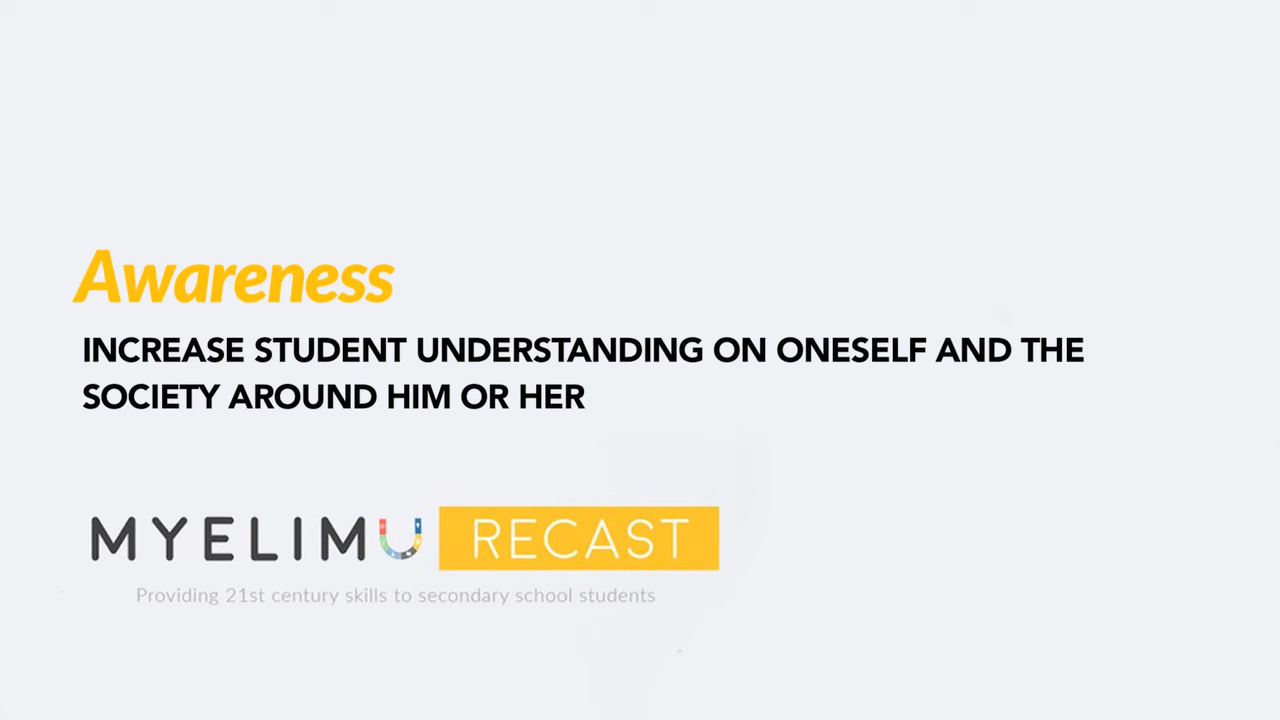 Awareness
INCREASE STUDENT UNDERSTANDING ON ONESELF AND THE
SOCIETY AROUND HIM OR HER
MYELIMU RECAST
Providing 21st century skills to secondary school students